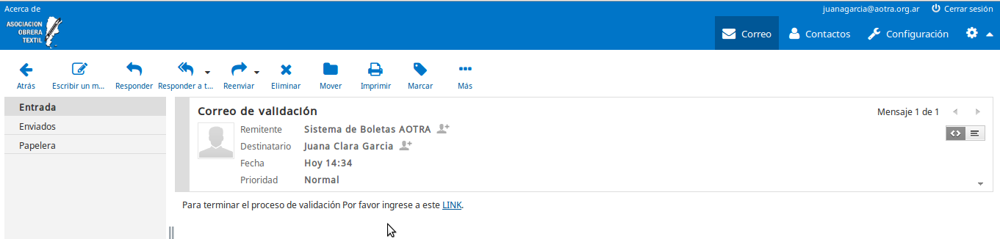 Acerca de
juanagarcia@aotra.org.ar Cerrar sesión
ASOCIACION
OBRERA
TEXTIL
Correo Contactos Configuración
Atrás Escribir un m... Responder Responder a t... Reenviar Eliminar Mover Imprimir Marcar Más
Entrada
Enviados
Papelera
Correo de validación
Mensaje 1 de 1
Remitente Sistema de Boletas AOTRA
Destinatario Juana Clara Garcia
Fecha Hoy 14:34
Prioridad Normal
Para terminar el proceso de validación Por favor ingrese a este LINK.